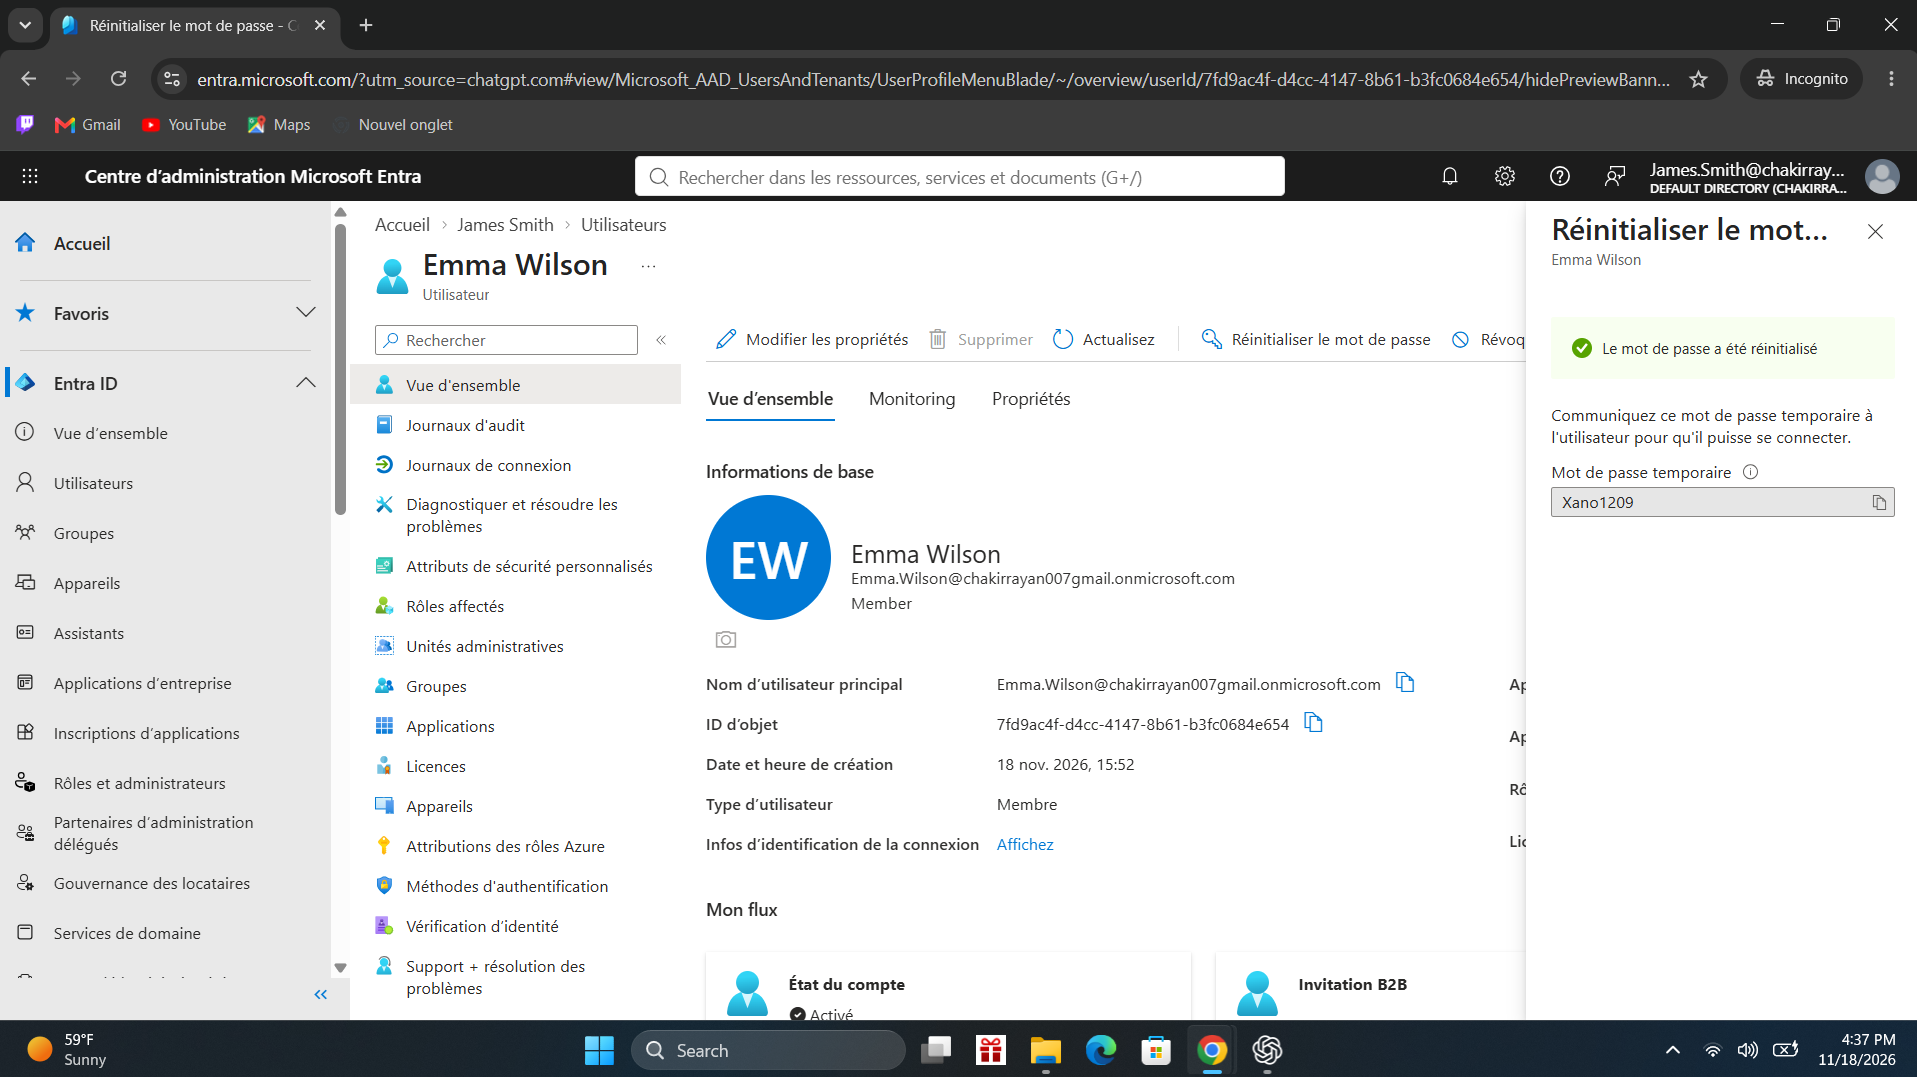 Réinitialiser le mot de passe - C
entra.microsoft.com/?utm_source=chatgpt.com#view/Microsoft_AAD_UsersAndTenants/UserProfileMenuBlade/~/overview/userId/7fd9ac4f-d4cc-4147-8b61-b3fc0684e654/hidePreviewBann...
Incognito
Gmail
YouTube
Maps
Nouvel onglet
Centre d’administration Microsoft Entra
Rechercher dans les ressources, services et documents (G+/)
James.Smith@chakirray...
DEFAULT DIRECTORY (CHAKIRRA...
Accueil
Favoris
Entra ID
Vue d’ensemble
Utilisateurs
Groupes
Appareils
Assistants
Applications d’entreprise
Inscriptions d’applications
Rôles et administrateurs
Partenaires d’administration
délégués
Gouvernance des locataires
Services de domaine
Accueil > James Smith > Utilisateurs
Emma Wilson ...
Utilisateur
Rechercher
Vue d'ensemble
Journaux d'audit
Journaux de connexion
Diagnostiquer et résoudre les
problèmes
Attributs de sécurité personnalisés
Rôles affectés
Unités administratives
Groupes
Applications
Licences
Appareils
Attributions des rôles Azure
Méthodes d'authentification
Vérification d’identité
Support + résolution des
problèmes
Modifier les propriétés
Supprimer
Actualisez
Réinitialiser le mot de passe
Révoq
Vue d’ensemble
Monitoring
Propriétés
Informations de base
EW
Emma Wilson
Emma.Wilson@chakirrayan007gmail.onmicrosoft.com
Member
Nom d’utilisateur principal
Emma.Wilson@chakirrayan007gmail.onmicrosoft.com
ID d’objet
7fd9ac4f-d4cc-4147-8b61-b3fc0684e654
Date et heure de création
18 nov. 2026, 15:52
Type d’utilisateur
Membre
Infos d’identification de la connexion
Affichez
Ap
Ap
Rô
Lic
Mon flux
État du compte
Activé
Invitation B2B
Réinitialiser le mot...
Emma Wilson
Le mot de passe a été réinitialisé
Communiquez ce mot de passe temporaire à
l'utilisateur pour qu'il puisse se connecter.
Mot de passe temporaire
Xano1209
59°F
Sunny
Search
4:37 PM
11/18/2026